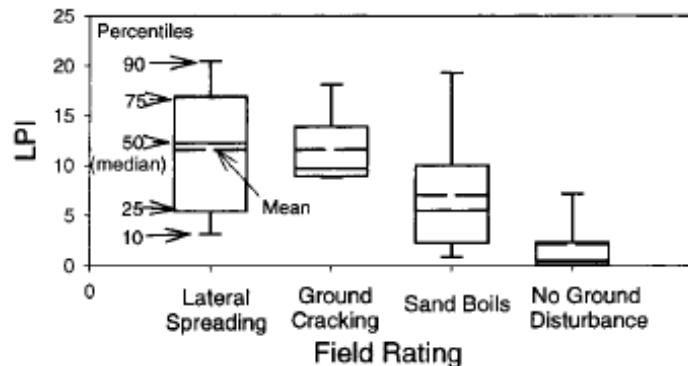 25
Percentiles
20
90
75
15
50
(median)
10
Mean
5
25
10
0
0
LPI
Lateral
Spreading
Ground
Cracking
Sand Boils
No Ground
Disturbance
Field Rating